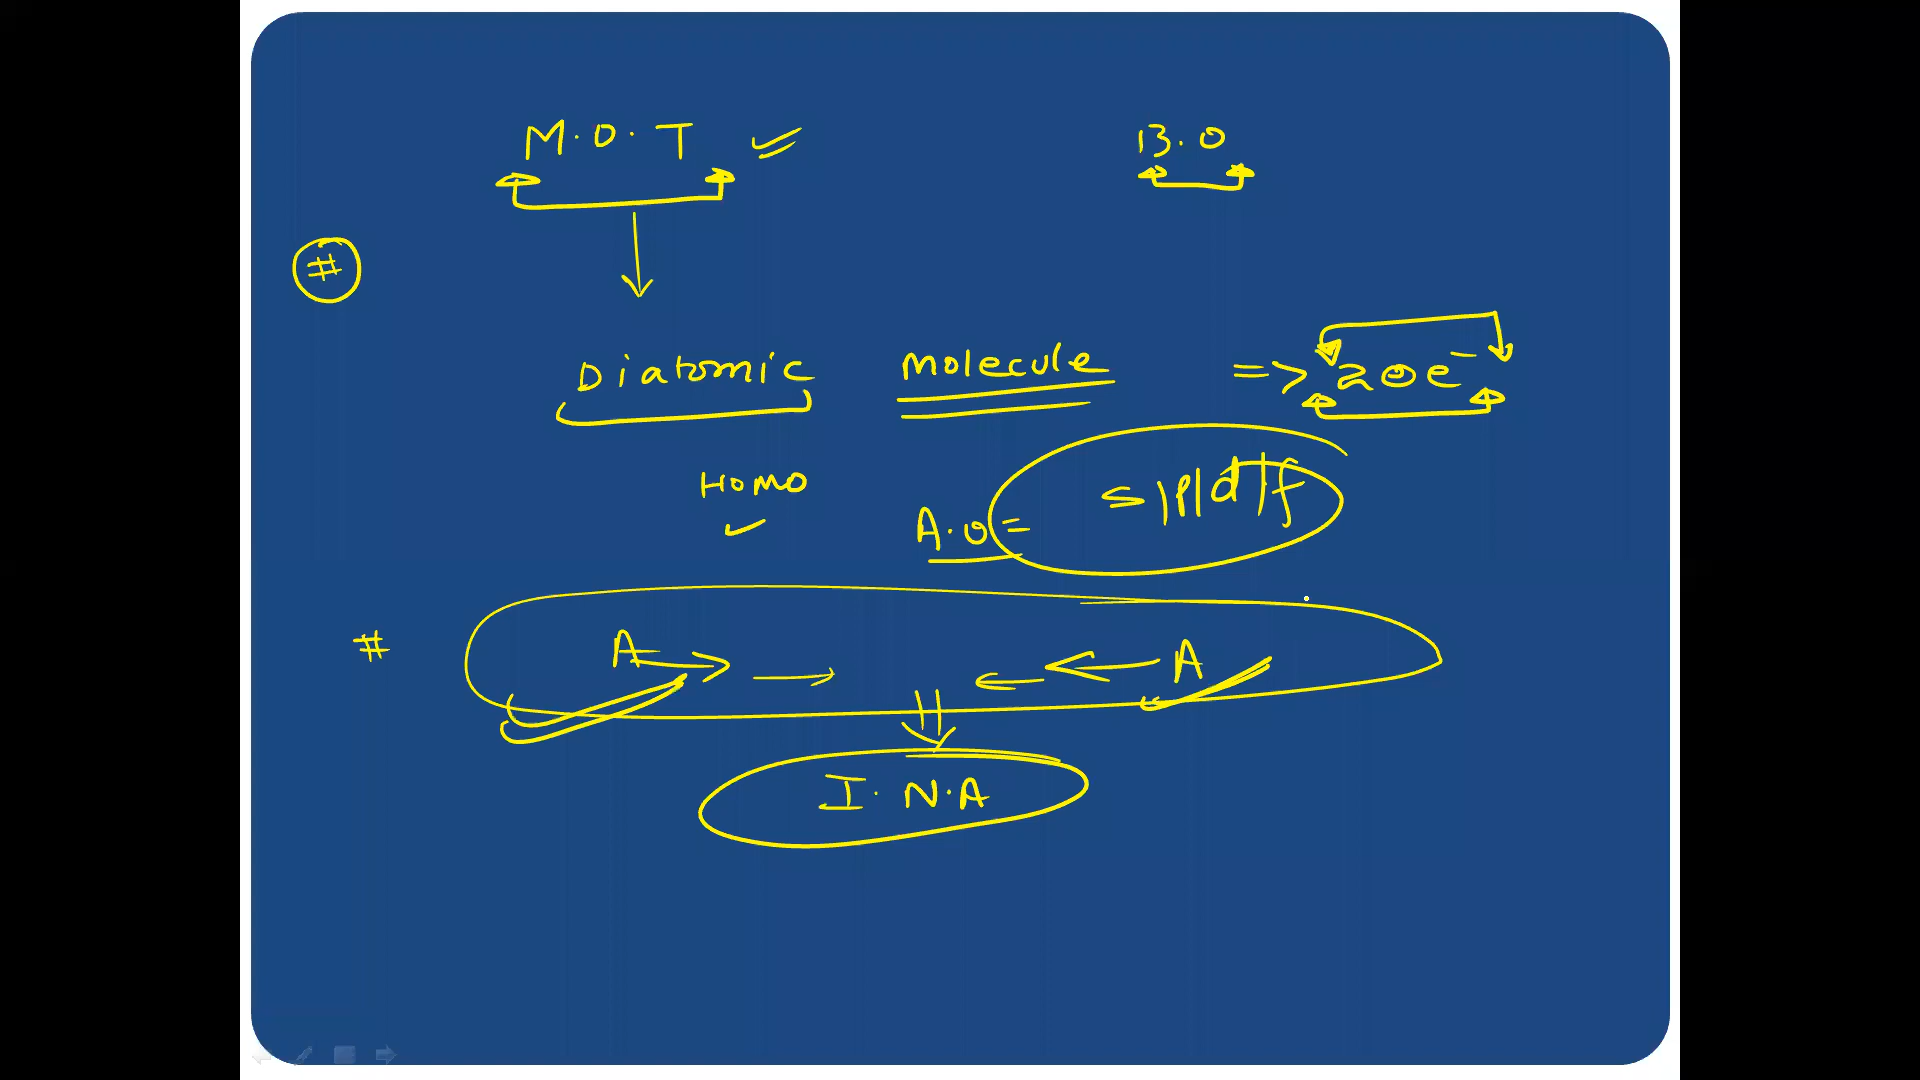 M.O.T
B.O
#
Diatomic molecule => 20e⁻
Homo
A.O = s|p|d|f
# A → → ← ← A
I.N.A